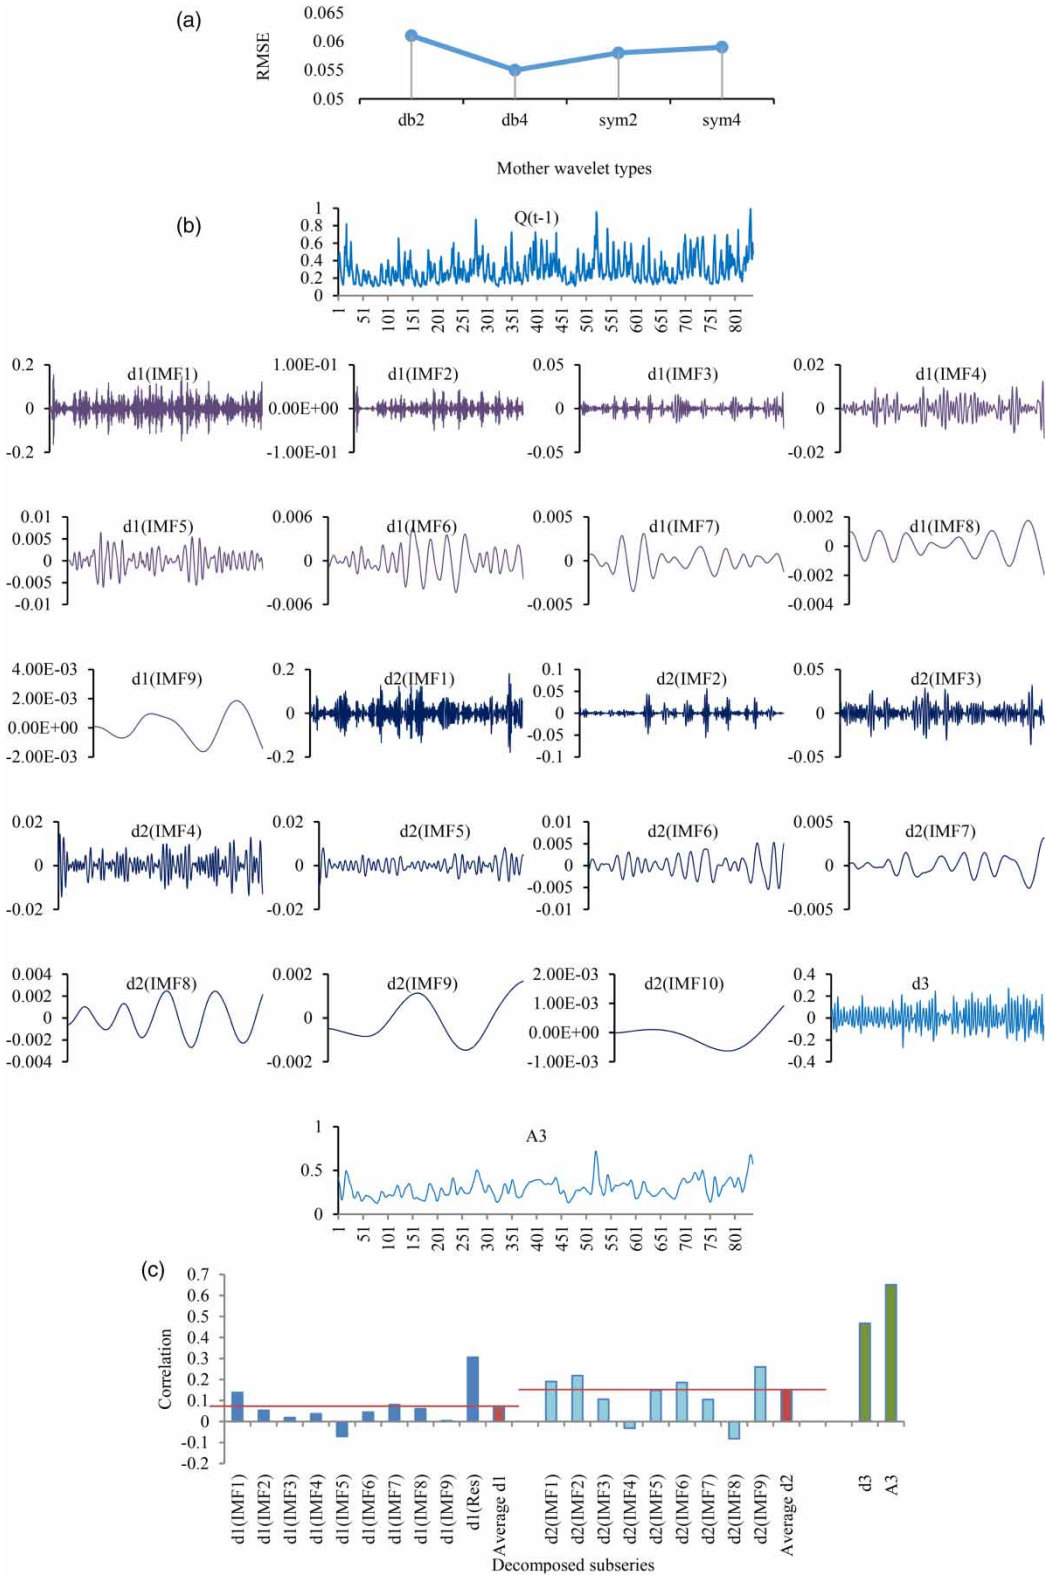 (a)
0.065
0.06
0.055
0.05
RMSE
db2 db4 sym2 sym4
Mother wavelet types
(b)
Q(t-1)
1
0.8
0.6
0.4
0.2
0
1 51 101 151 201 251 301 351 401 451 501 551 601 651 701 751 801
d1(IMF1)
0.2
0
-0.2
d1(IMF2)
1.00E-01
0.00E+00
-1.00E-01
d1(IMF3)
0.05
0
-0.05
d1(IMF4)
0.02
0
-0.02
d1(IMF5)
0.01
0.005
0
-0.005
-0.01
d1(IMF6)
0.006
0
-0.006
d1(IMF7)
0.005
0
-0.005
d1(IMF8)
0.002
0
-0.002
-0.004
d1(IMF9)
4.00E-03
2.00E-03
0.00E+00
-2.00E-03
d2(IMF1)
0.2
0
-0.2
d2(IMF2)
0.1
0.05
0
-0.05
-0.1
d2(IMF3)
0.05
0
-0.05
d2(IMF4)
0.02
0
-0.02
d2(IMF5)
0.02
0
-0.02
d2(IMF6)
0.01
0.005
0
-0.005
-0.01
d2(IMF7)
0.005
0
-0.005
d2(IMF8)
0.004
0.002
0
-0.002
-0.004
d2(IMF9)
0.002
0
-0.002
d2(IMF10)
2.00E-03
1.00E-03
0.00E+00
-1.00E-03
d3
0.4
0.2
0
-0.2
-0.4
A3
1
0.5
0
1 51 101 151 201 251 301 351 401 451 501 551 601 651 701 751 801
(c)
0.7
0.6
0.5
0.4
0.3
0.2
0.1
0
-0.1
-0.2
Correlation
d1(IMF1)
d1(IMF2)
d1(IMF3)
d1(IMF4)
d1(IMF5)
d1(IMF6)
d1(IMF7)
d1(IMF8)
d1(IMF9)
d1(Res)
Average d1
d2(IMF1)
d2(IMF2)
d2(IMF3)
d2(IMF4)
d2(IMF5)
d2(IMF6)
d2(IMF7)
d2(IMF8)
d2(IMF9)
Average d2
d3
A3
Decomposed subseries